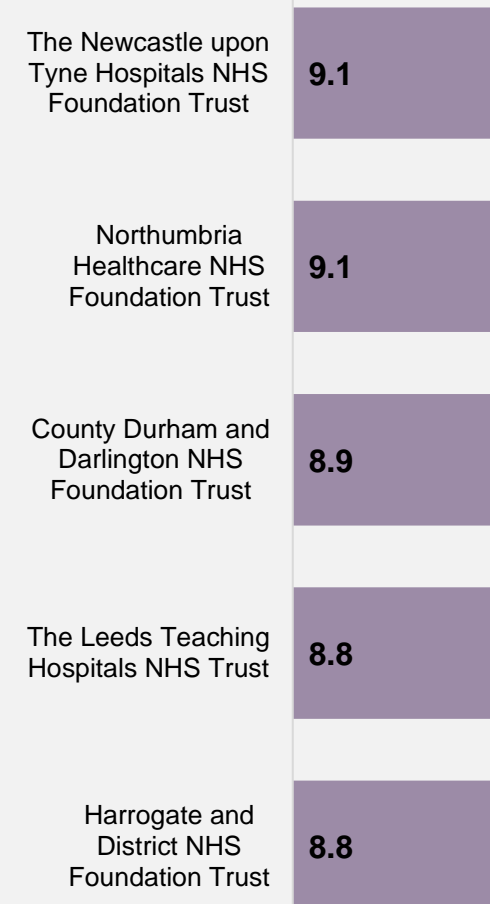 The Newcastle upon
Tyne Hospitals NHS
Foundation Trust
9.1
Northumbria
Healthcare NHS
Foundation Trust
9.1
County Durham and
Darlington NHS
Foundation Trust
8.9
The Leeds Teaching
Hospitals NHS Trust
8.8
Harrogate and
District NHS
Foundation Trust
8.8